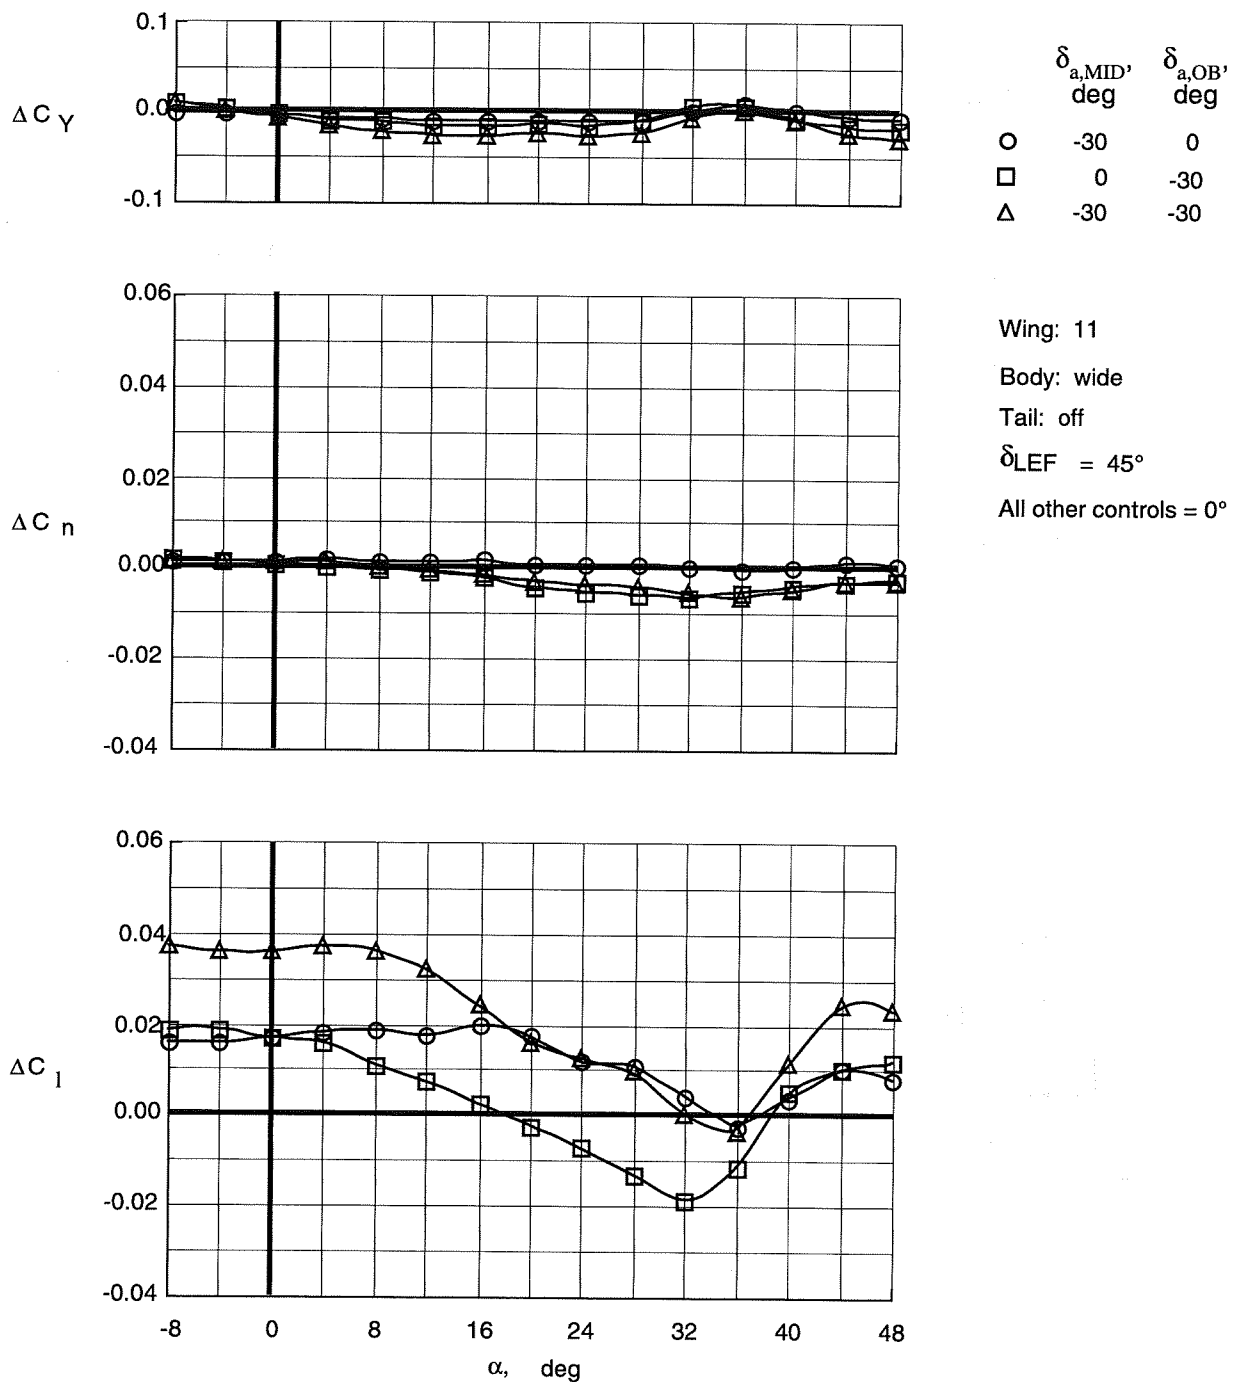 0.1
0.0
-0.1
Δ C Y
δa,MID, δa,OB,
deg deg
-30 0
0 -30
-30 -30
0.06
0.04
0.02
0.00
-0.02
-0.04
Δ C n
Wing: 11
Body: wide
Tail: off
δLEF = 45°
All other controls = 0°
0.06
0.04
0.02
0.00
-0.02
-0.04
Δ C l
-8 0 8 16 24 32 40 48
α, deg